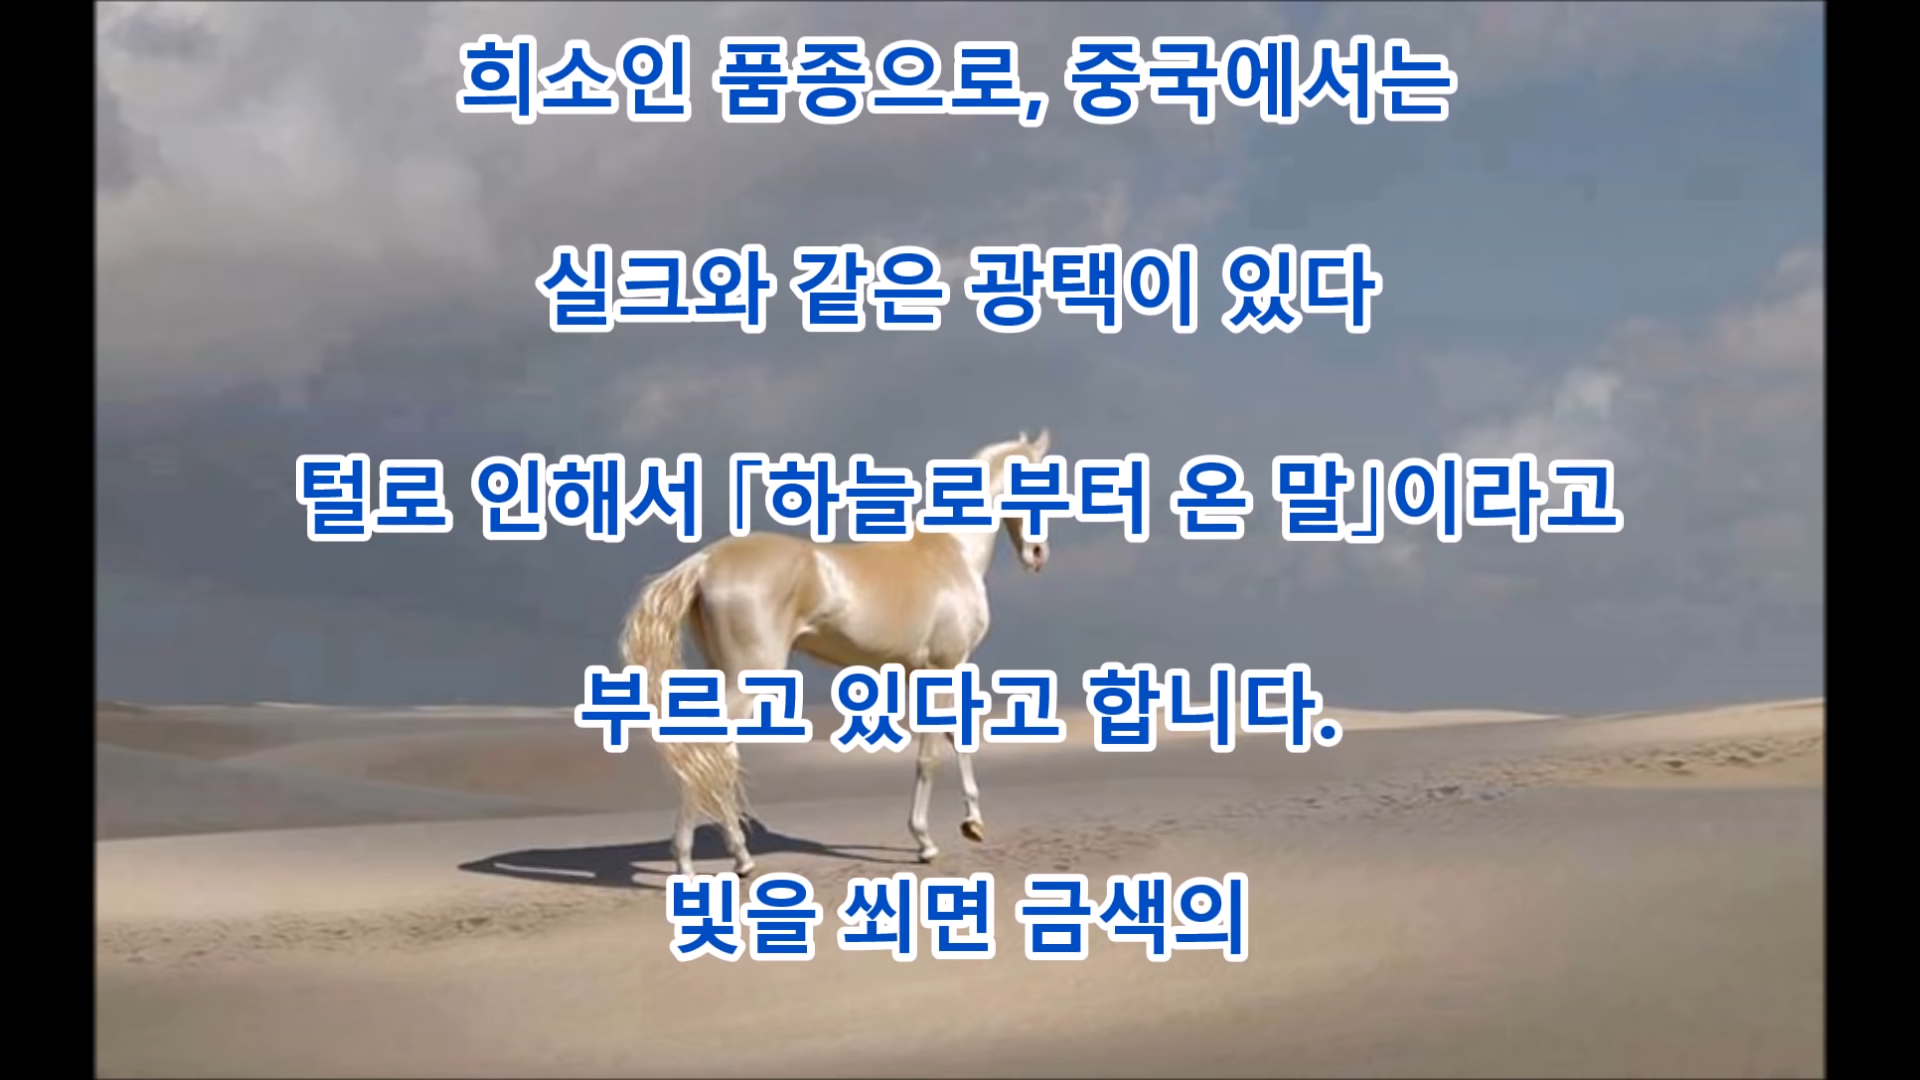 희소인 품종으로, 중국에서는
실크와 같은 광택이 있다
털로 인해서 ｢하늘로부터 온 말｣이라고
부르고 있다고 합니다.
빛을 쐬면 금색의